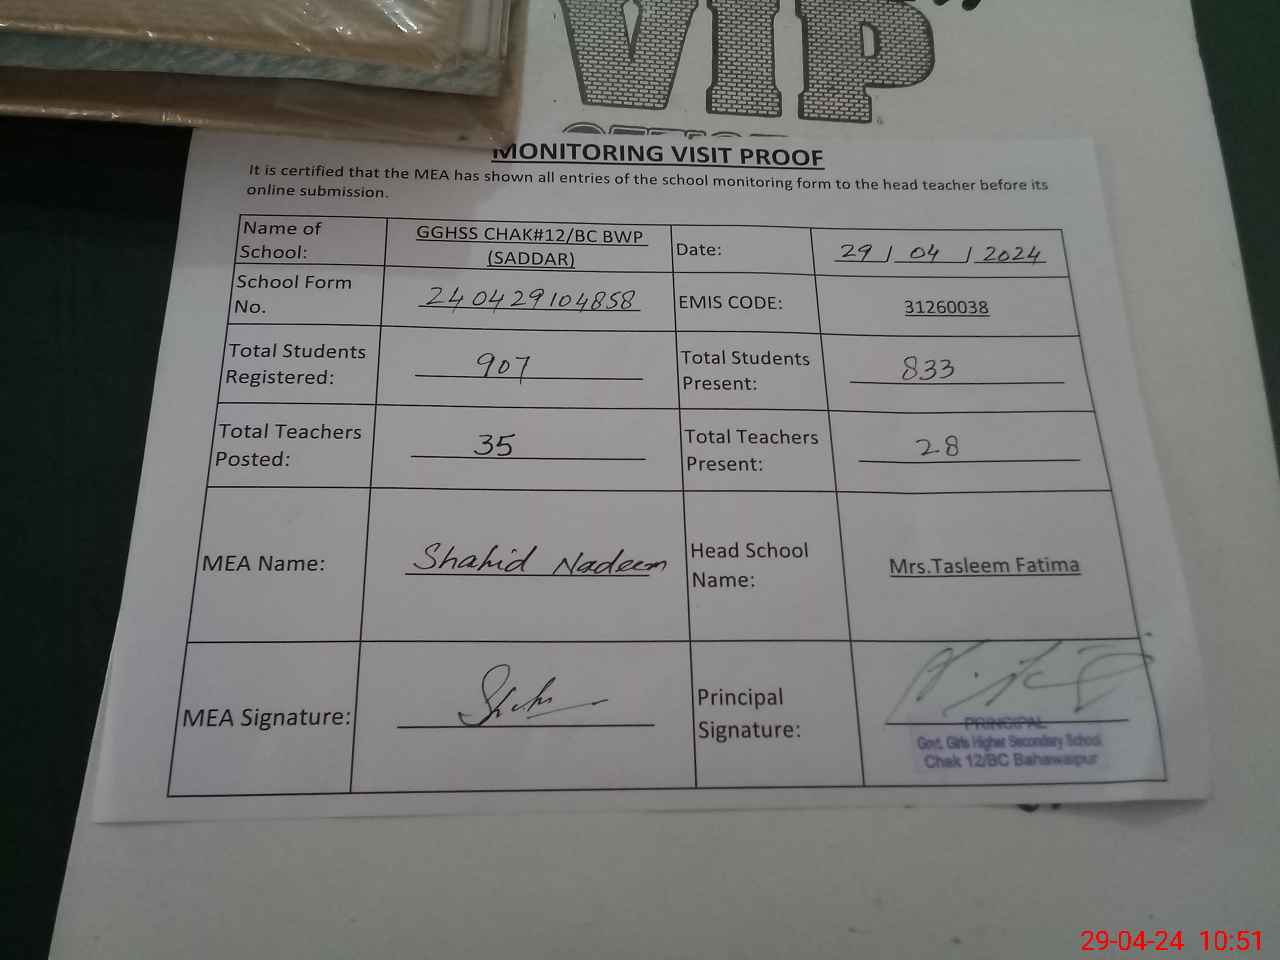 VIP
MONITORING VISIT PROOF
It is certified that the MEA has shown all entries of the school monitoring form to the head teacher before its
online submission.
Name of School: GGHSS CHAK#12/BC BWP (SADDAR) Date: 29 / 04 / 2024
School Form No. 240429104858 EMIS CODE: 31260038
Total Students Registered: 907 Total Students Present: 833
Total Teachers Posted: 35 Total Teachers Present: 28
MEA Name: Shahid Nadeem Head School Name: Mrs.Tasleem Fatima
MEA Signature: Principal Signature:
PRINCIPAL
Govt. Girls Higher Secondary School
Chak 12/BC Bahawalpur
29-04-24 10:51